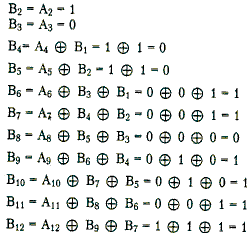 B₂ = A₂ = 1
B₃ = A₃ = 0
B₄= A₄ ⊕ B₁ = 1 ⊕ 1 = 0
B₅ = A₅ ⊕ B₂ = 1 ⊕ 1 = 0
B₆ = A₆ ⊕ B₃ ⊕ B₁ = 0 ⊕ 0 ⊕ 1 = 1
B₇ = A₇ ⊕ B₄ ⊕ B₂ = 0 ⊕ 0 ⊕ 1 = 1
B₈ = A₈ ⊕ B₅ ⊕ B₃ = 0 ⊕ 0 ⊕ 0 = 0
B₉ = A₉ ⊕ B₆ ⊕ B₄ = 0 ⊕ 1 ⊕ 0 = 1
B₁₀ = A₁₀ ⊕ B₇ ⊕ B₅ = 0 ⊕ 1 ⊕ 0 = 1
B₁₁ = A₁₁ ⊕ B₈ ⊕ B₆ = 0 ⊕ 0 ⊕ 1 = 1
B₁₂ = A₁₂ ⊕ B₉ ⊕ B₇ = 1 ⊕ 1 ⊕ 1 = 1